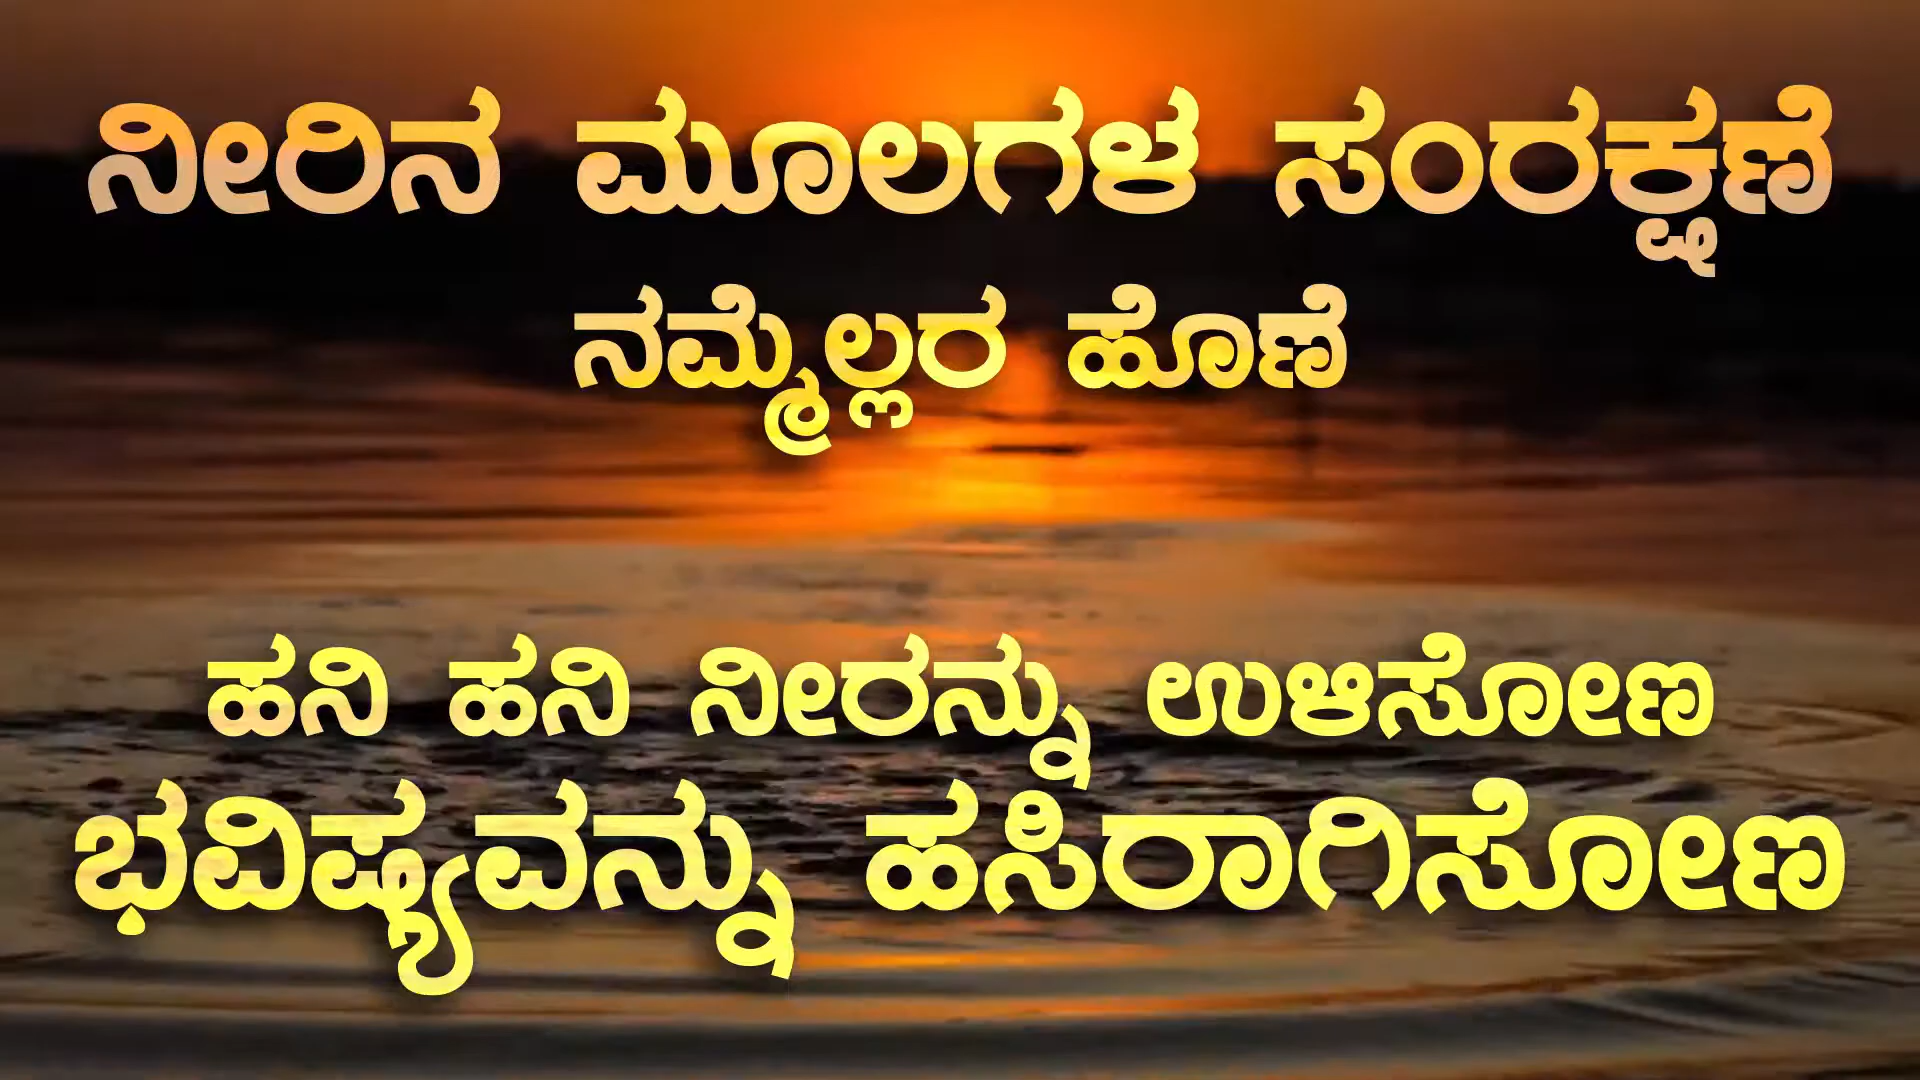 ನೀರಿನ ಮೂಲಗಳ ಸಂರಕ್ಷಣೆ
ನಮ್ಮೆಲ್ಲರ ಹೊಣೆ
ಹನಿ ಹನಿ ನೀರನ್ನು ಉಳಿಸೋಣ
ಭವಿಷ್ಯವನ್ನು ಹಸಿರಾಗಿಸೋಣ